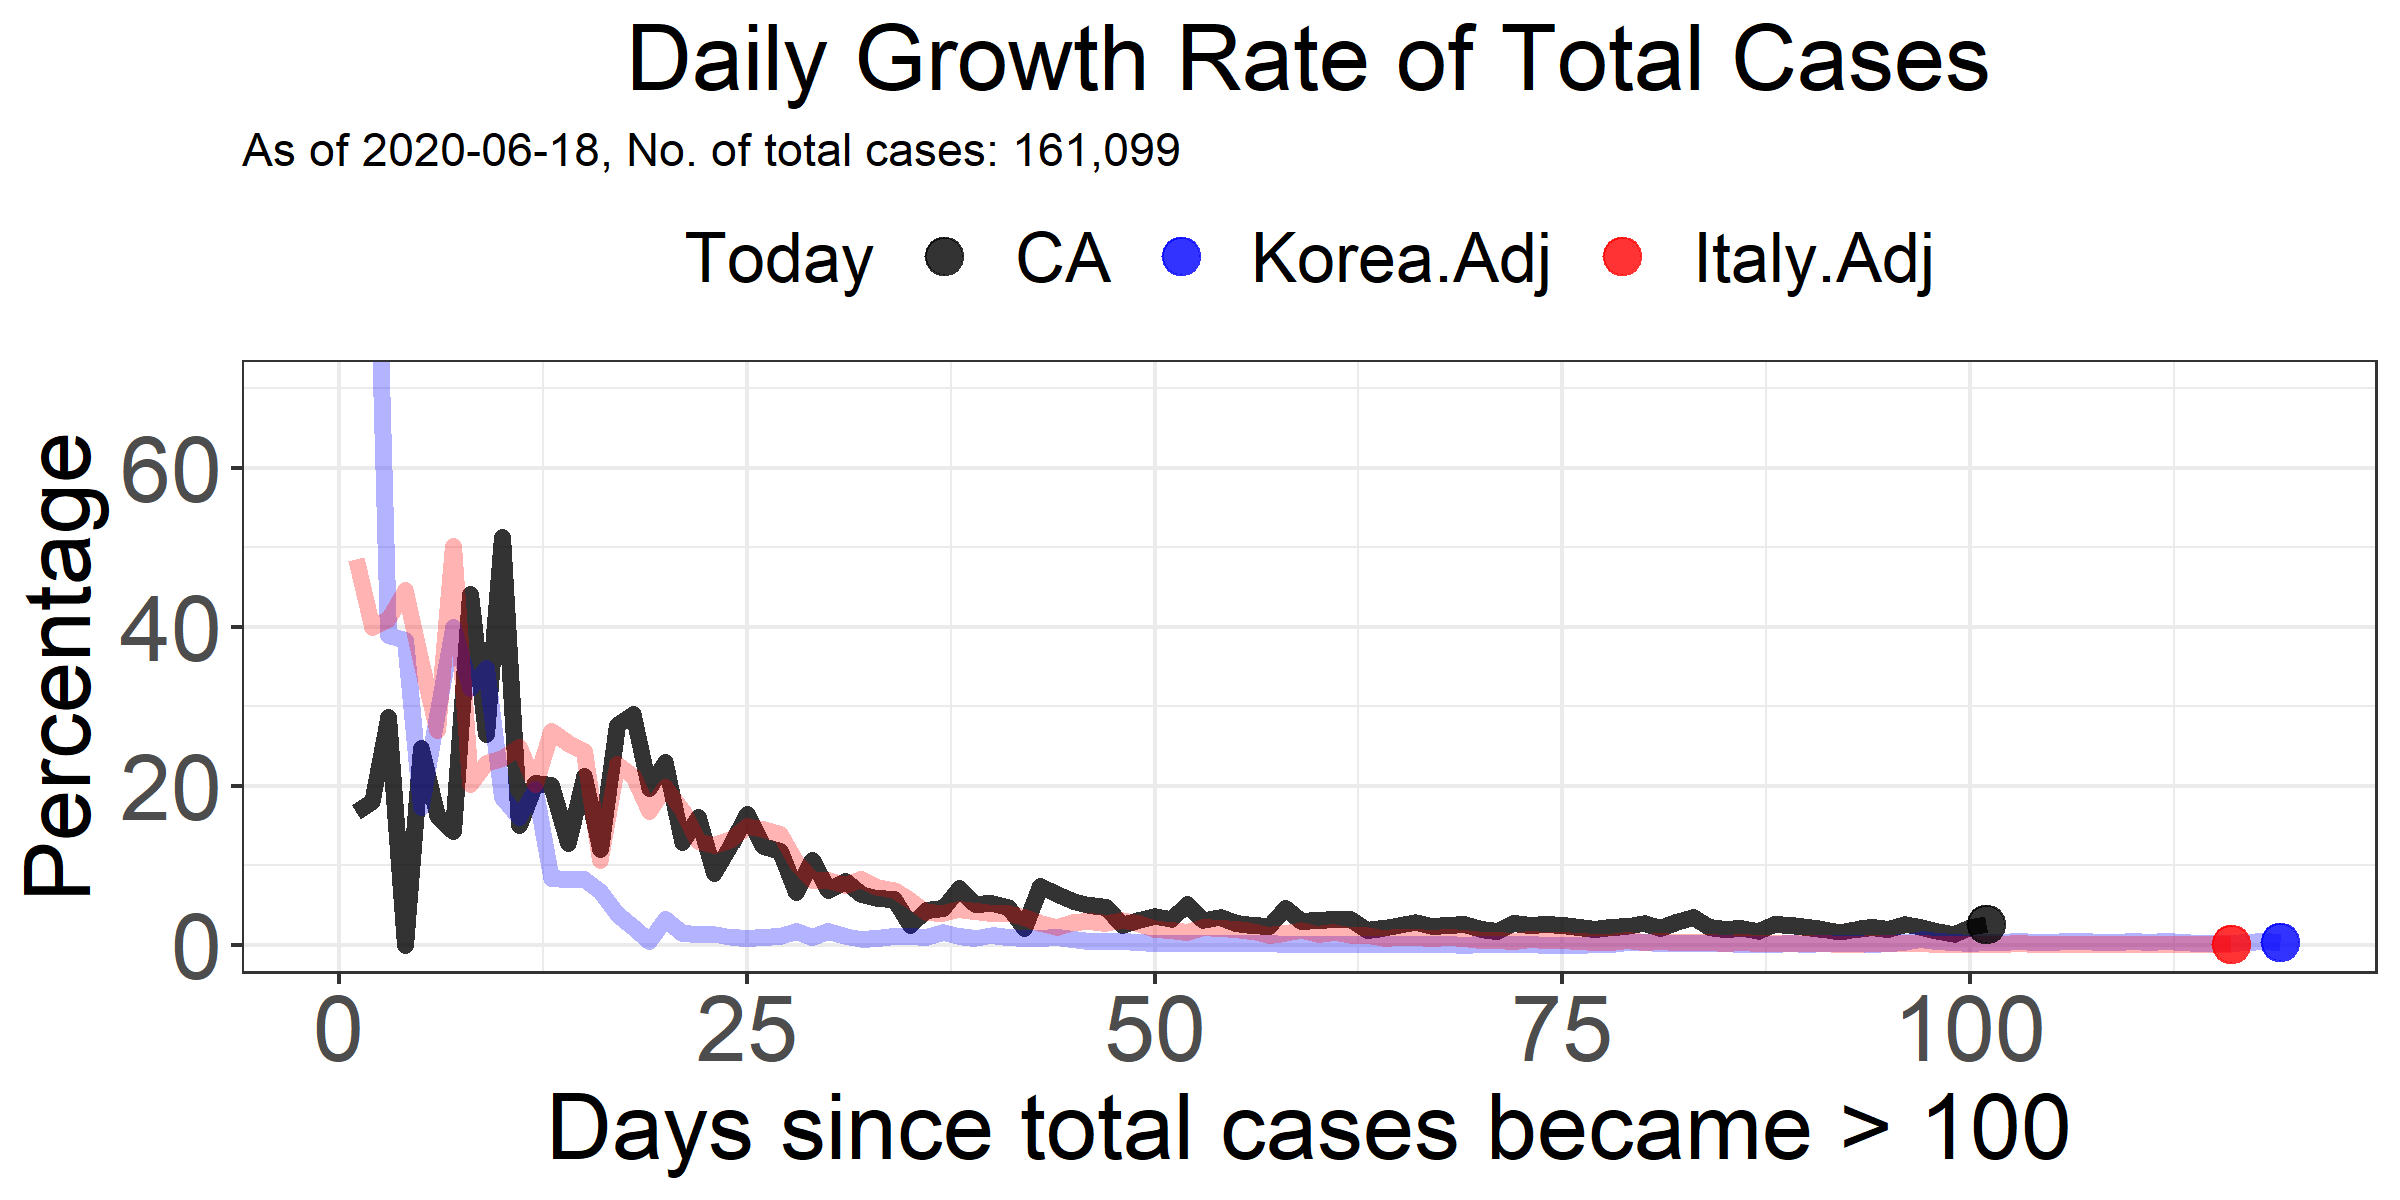 Daily Growth Rate of Total Cases
As of 2020-06-18, No. of total cases: 161,099
Today CA Korea.Adj Italy.Adj
Percentage
60
40
20
0
0 25 50 75 100
Days since total cases became > 100